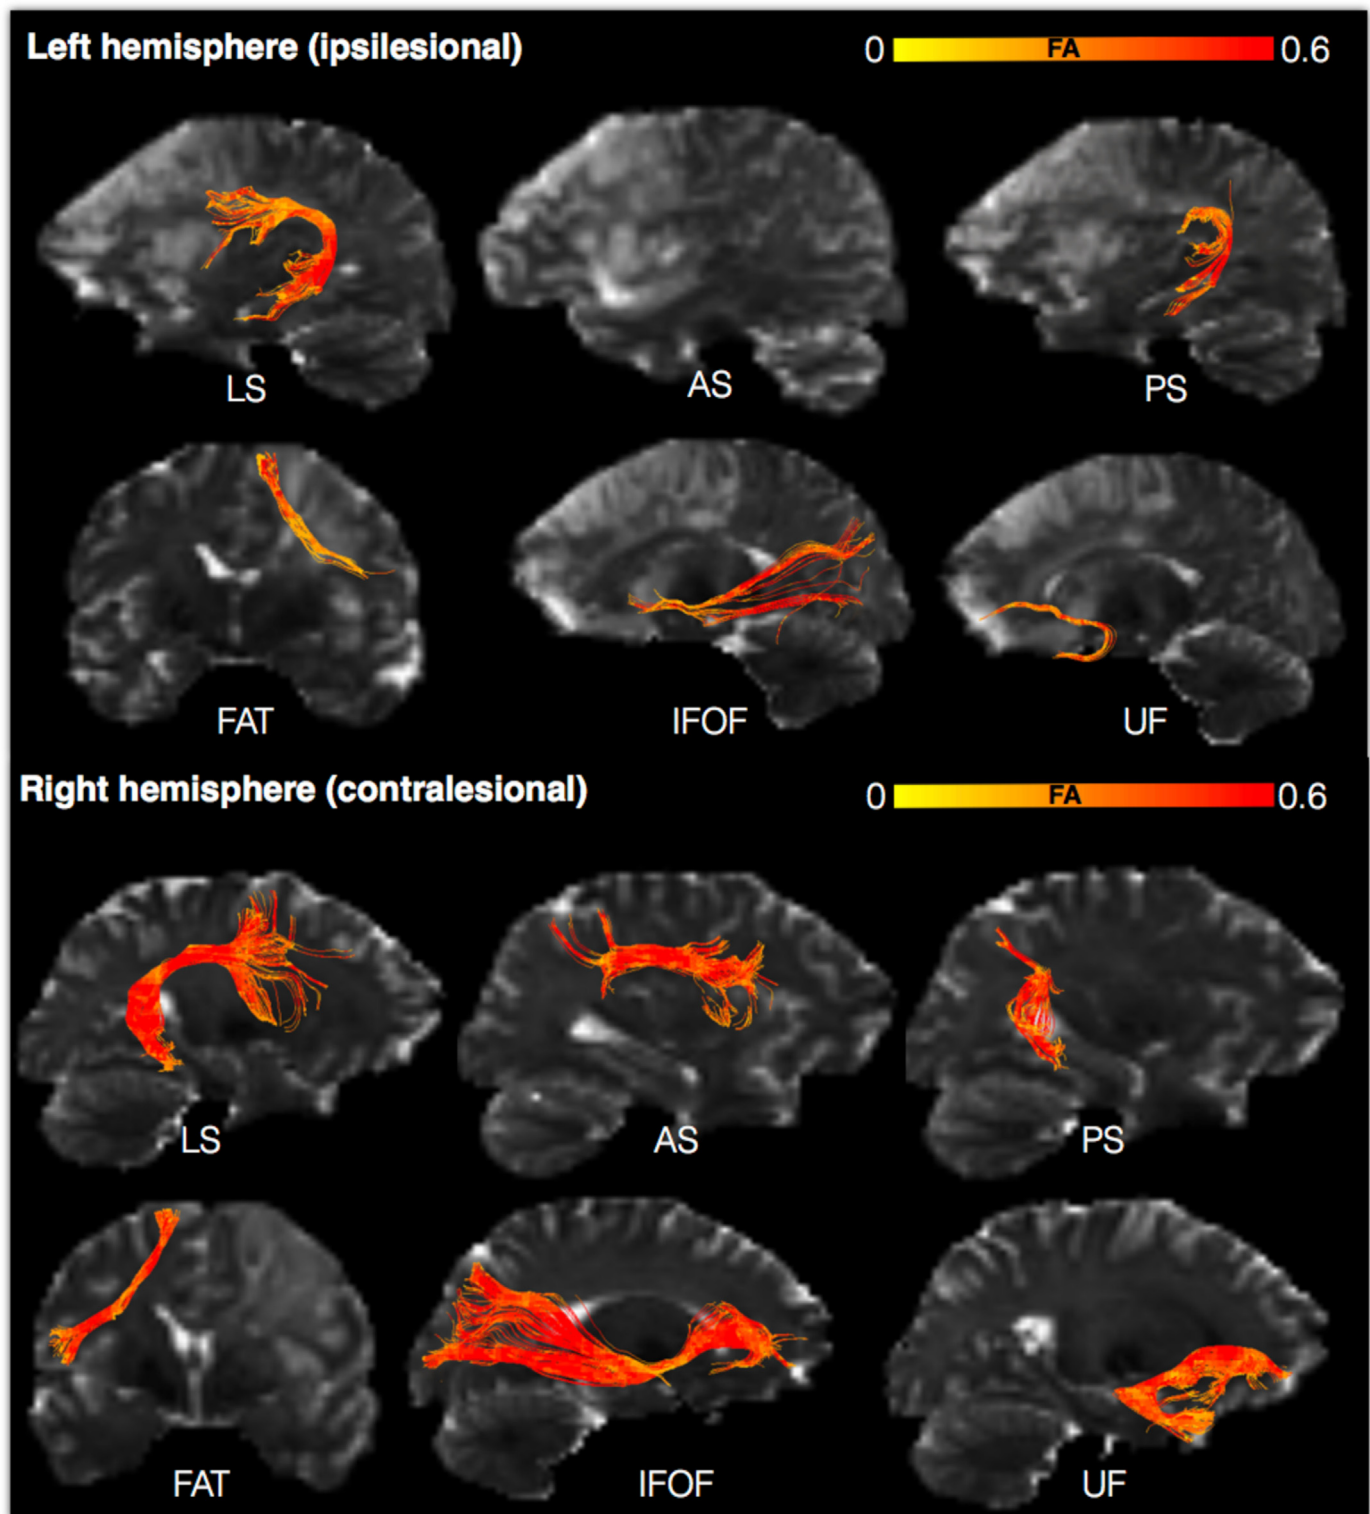 Left hemisphere (ipsilesional)
0 FA 0.6
LS AS PS
FAT IFOF UF
Right hemisphere (contralesional)
0 FA 0.6
LS AS PS
FAT IFOF UF